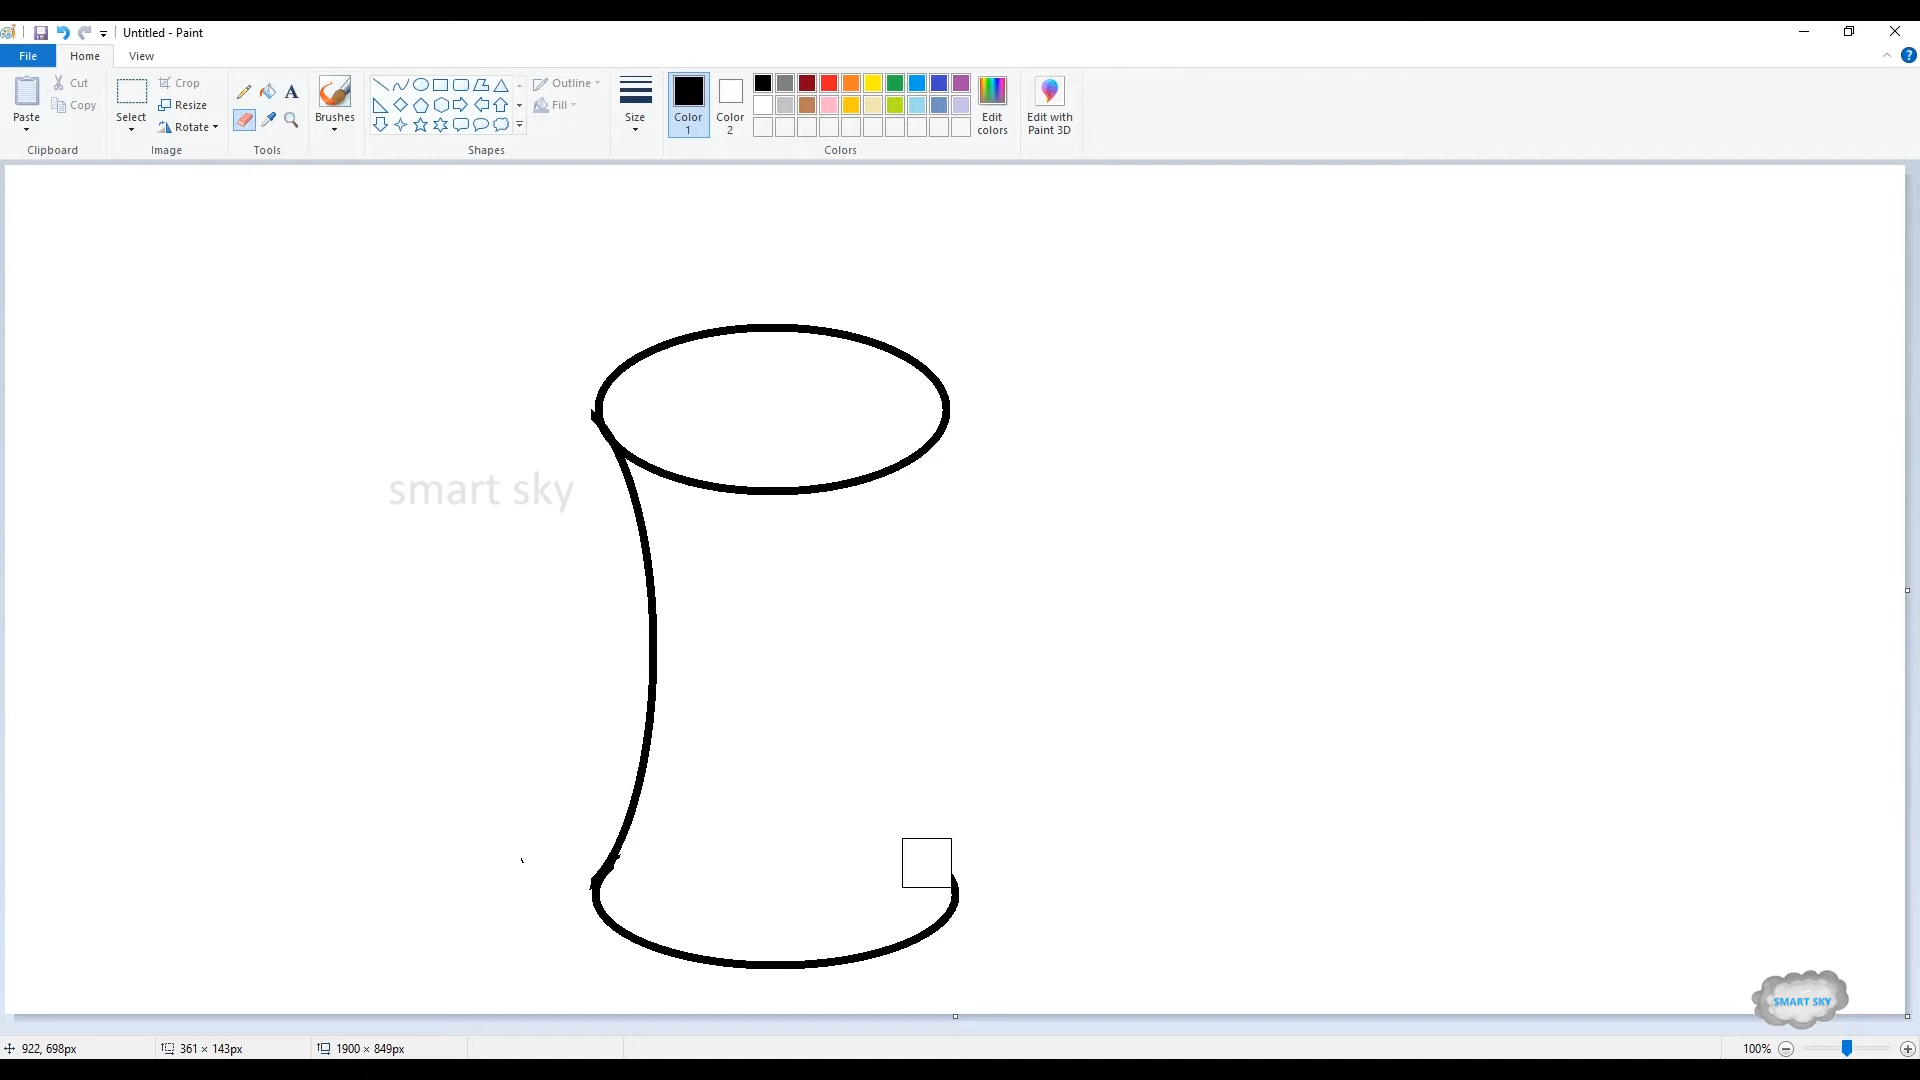 Untitled - Paint
File Home View
Paste
Cut
Copy
Clipboard
Select
Crop
Resize
Rotate
Image
A
Tools
Brushes
Shapes
Outline
Fill
Size
Color 1
Color 2
Colors
Edit colors
Edit with Paint 3D
smart sky
SMART SKY
922, 698px
361 × 143px
1900 × 849px
100%